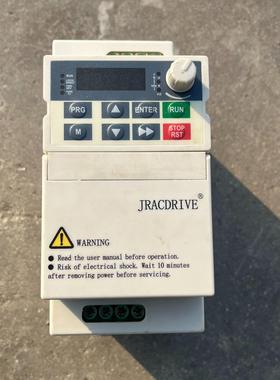 PRG ENTER RUN
M STOP
RST
JRACDRIVE®
WARNING
● Read the user manual before operation.
● Risk of electrical shock. Wait 10 minutes
after removing power before servicing.